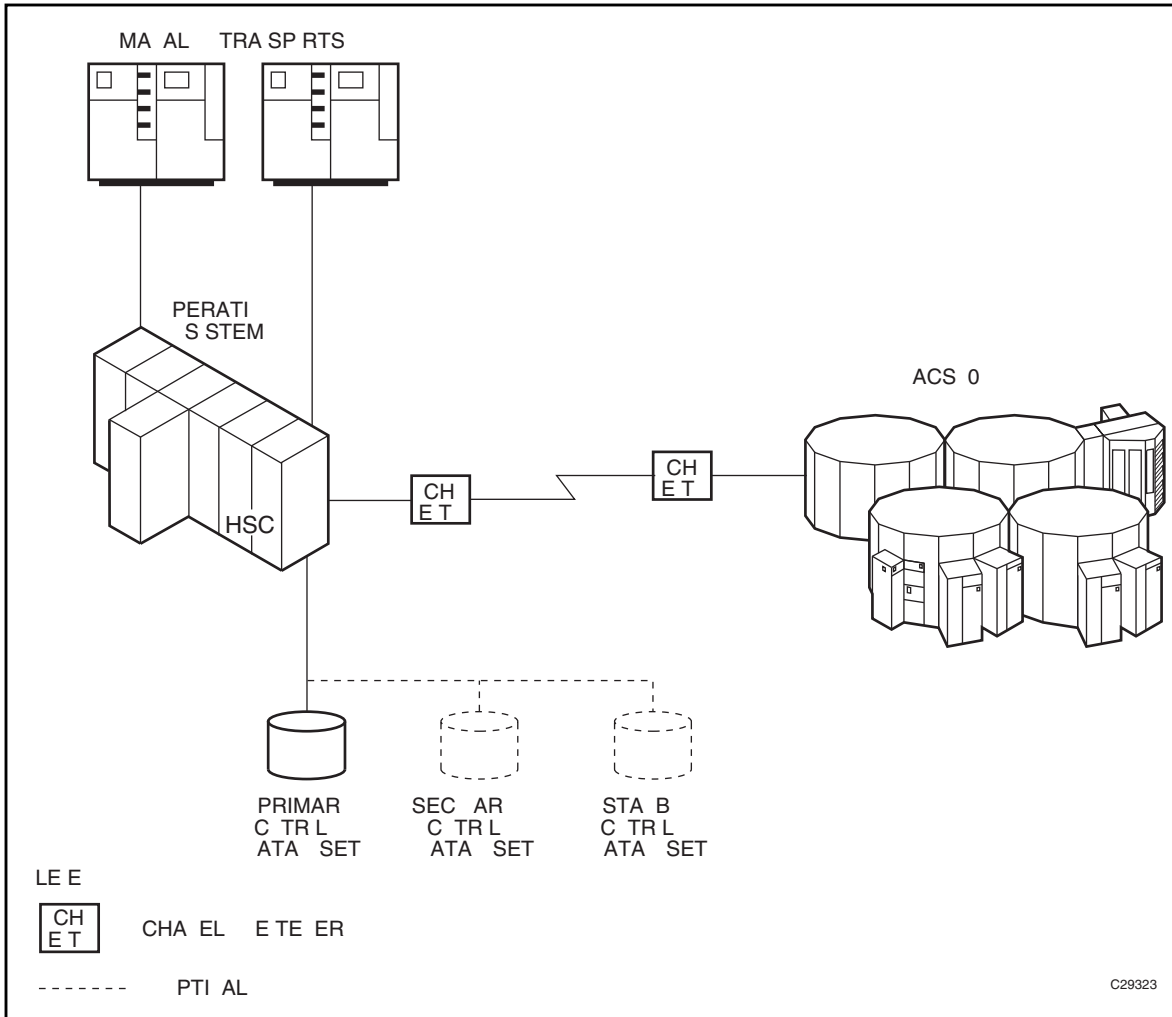 MA AL TRA SP RTS
PERATI
S STEM
ACS 0
CH
E T
CH
E T
HSC
PRIMAR
C TR L
ATA SET
SEC AR
C TR L
ATA SET
STA B
C TR L
ATA SET
LE E
CH
E T
CHA EL E TE ER
PTI AL
C29323